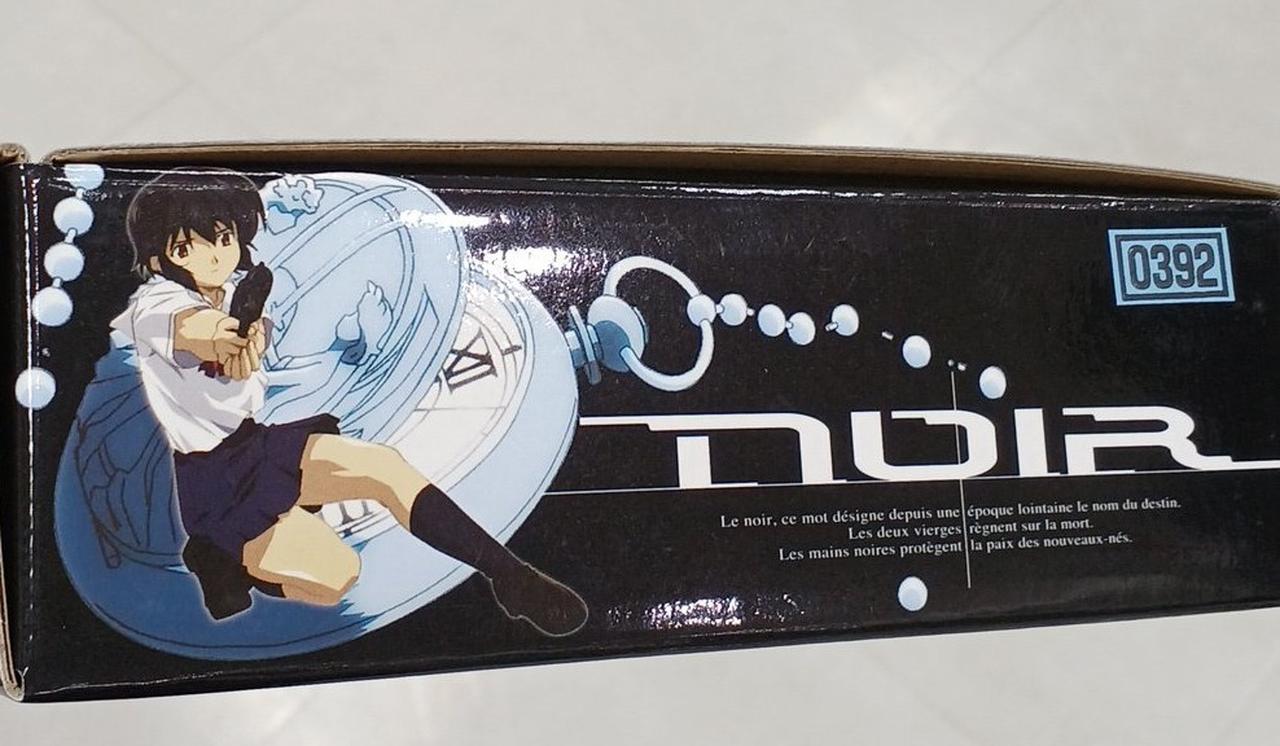 0392
NOIR
Le noir, ce mot désigne depuis une époque lointaine le nom du destin.
Les deux vierges règnent sur la mort.
Les mains noires protègent la paix des nouveaux-nés.
IX